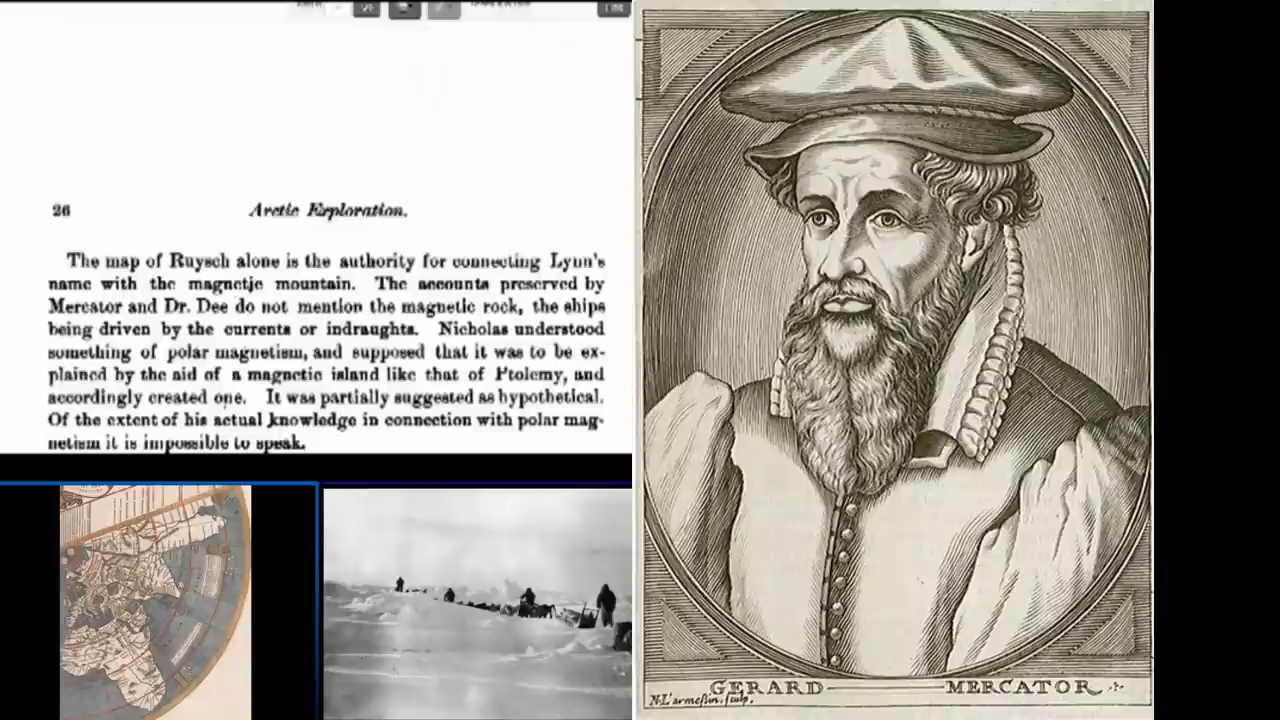 26
Arctic Exploration.
The map of Ruysch alone is the authority for connecting Lynn's
name with the magnetic mountain. The accounts preserved by
Mercator and Dr. Dee do not mention the magnetic rock, the ships
being driven by the currents or indraughts. Nicholas understood
something of polar magnetism, and supposed that it was to be ex-
plained by the aid of a magnetic island like that of Ptolemy, and
accordingly created one. It was partially suggested as hypothetical.
Of the extent of his actual knowledge in connection with polar mag-
netism it is impossible to speak.
GERARD MERCATOR
N.L'armeßin. sculp.